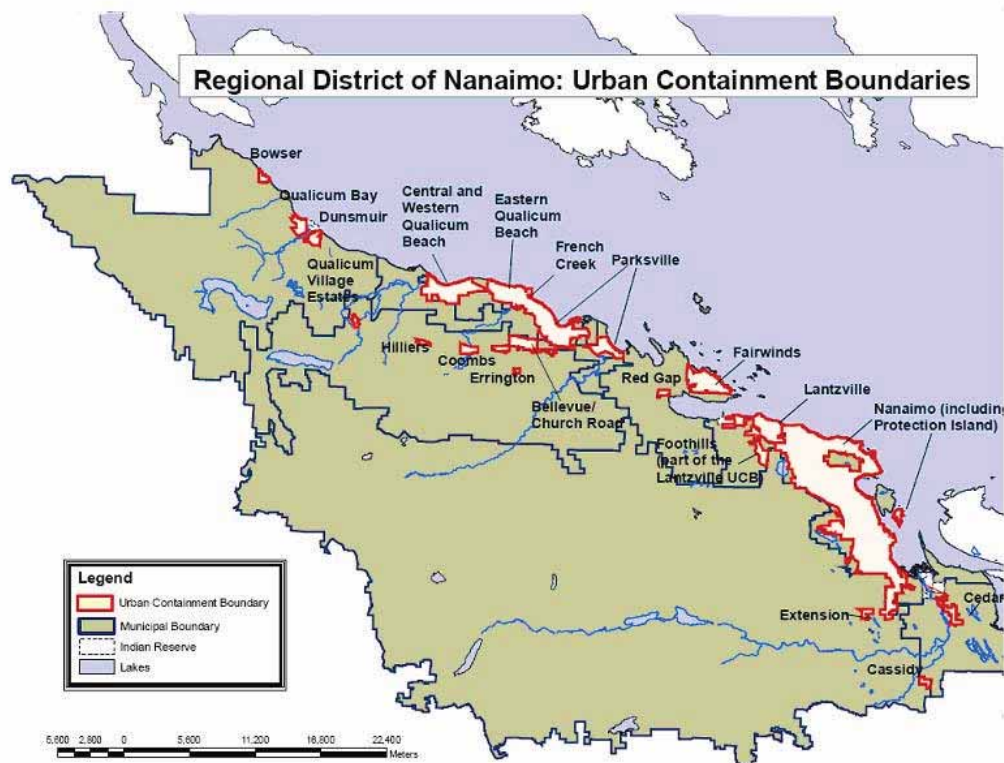 Regional District of Nanaimo: Urban Containment Boundaries
Bowser
Qualicum Bay
Dunsmuir
Central and
Western
Qualicum
Beach
Eastern
Qualicum
Beach
French
Creek
Parksville
Qualicum
Village
Estates
Hilliers
Coombs
Errington
Bellevue/
Church Road
Red Gap
Fairwinds
Lantzville
Nanaimo (including
Protection Island)
Foothills
(part of the
Lantzville UCB)
Extension
Cedar
Cassidy
Legend
Urban Containment Boundary
Municipal Boundary
Indian Reserve
Lakes
5,600 2,800 0 5,600 11,200 16,800 22,400
Meters